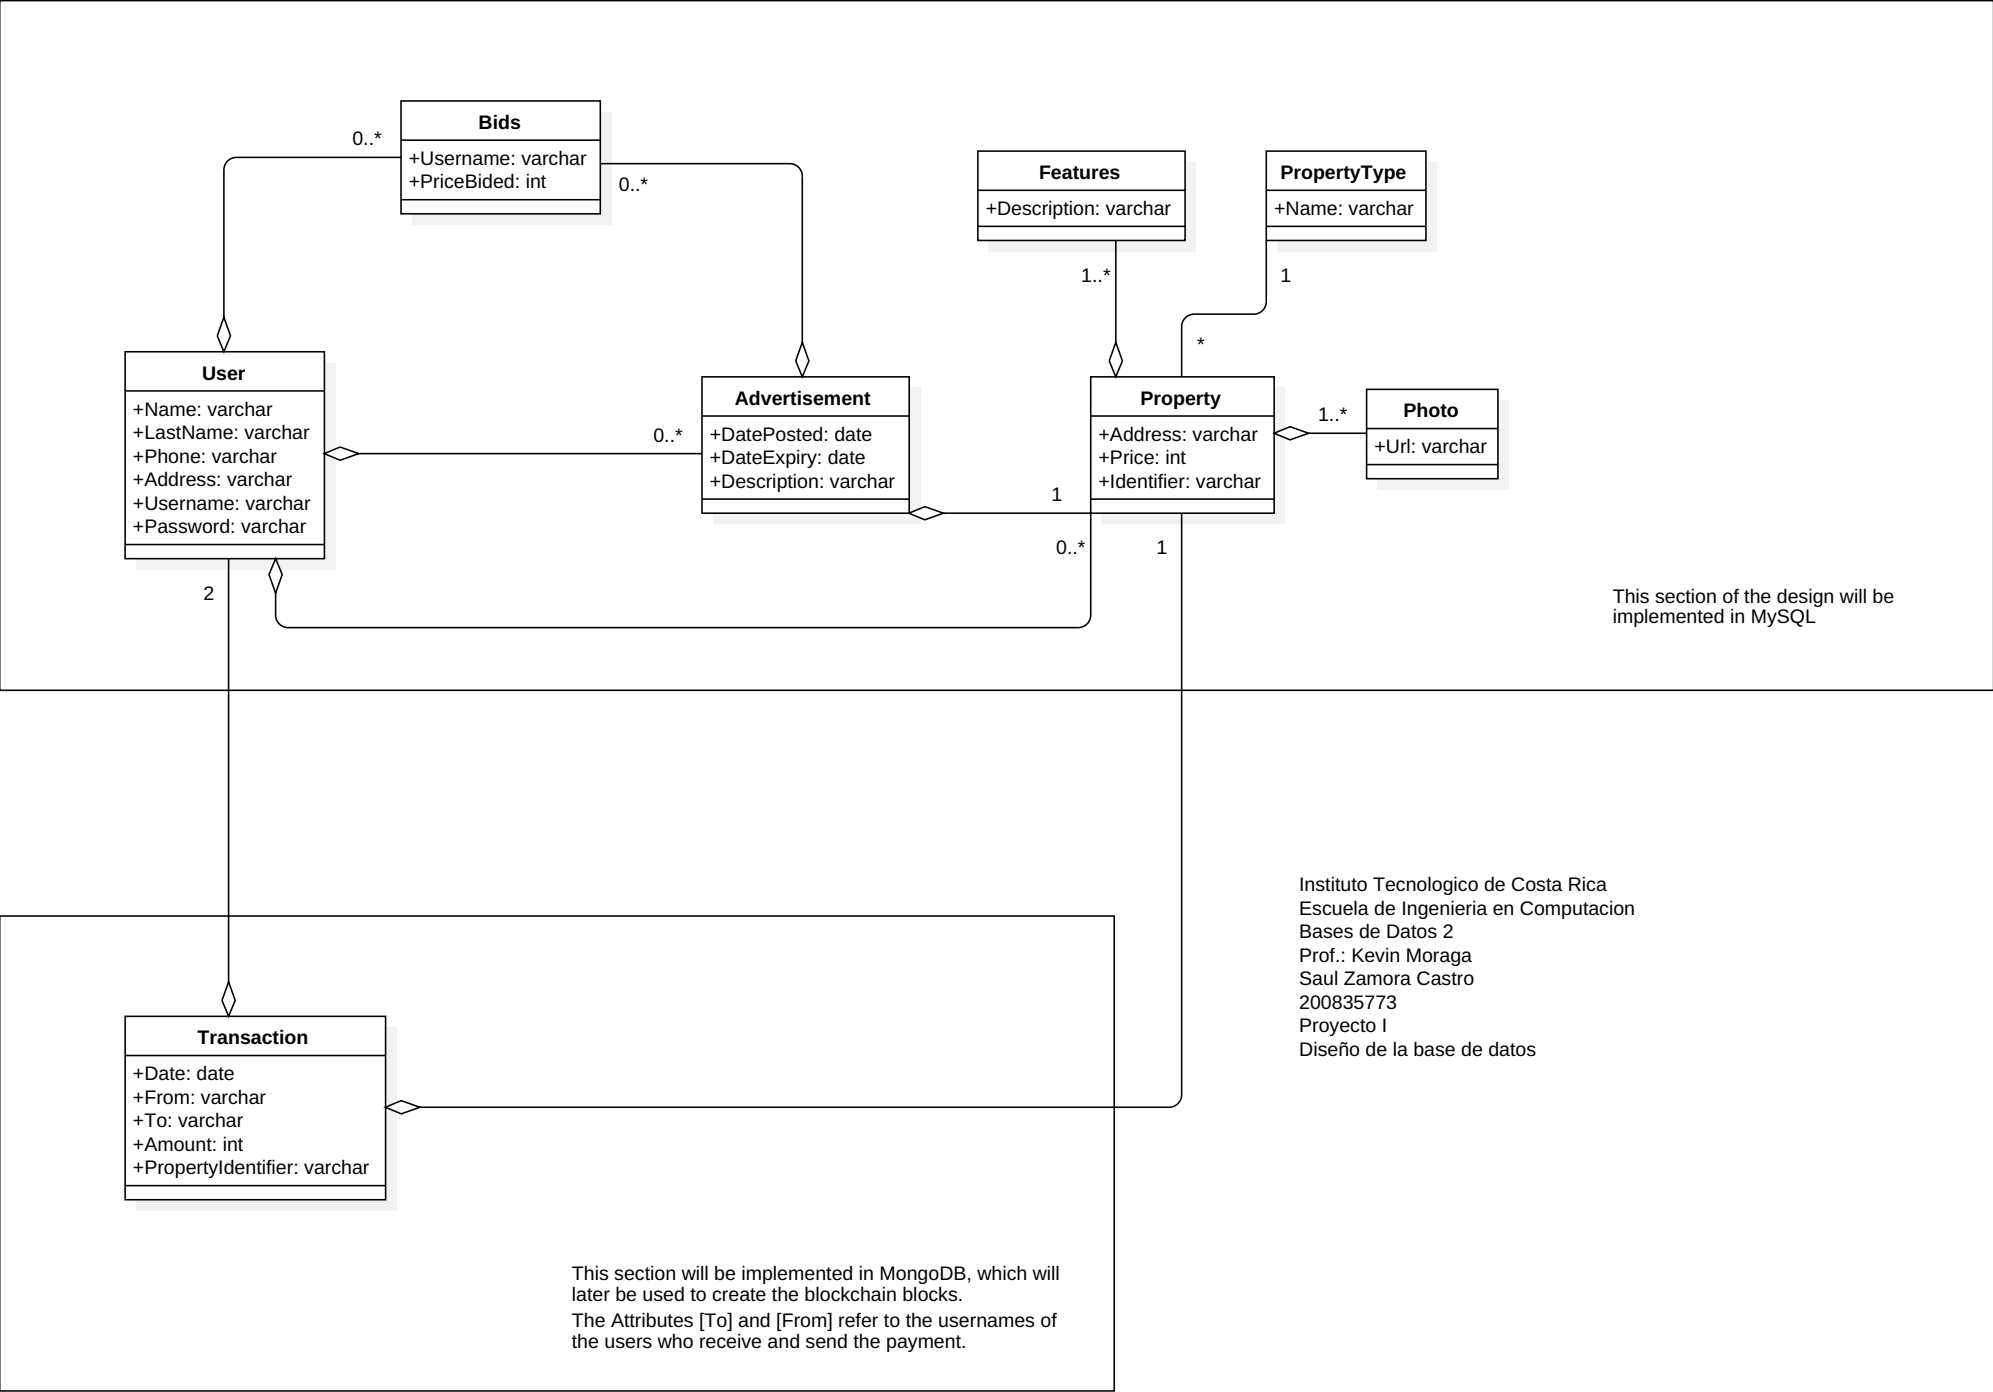 Bids
+Username: varchar
+PriceBided: int
0..*
0..*
Features
+Description: varchar
1..*
PropertyType
+Name: varchar
1
*
User
+Name: varchar
+LastName: varchar
+Phone: varchar
+Address: varchar
+Username: varchar
+Password: varchar
0..*
Advertisement
+DatePosted: date
+DateExpiry: date
+Description: varchar
1
Property
+Address: varchar
+Price: int
+Identifier: varchar
1..*
Photo
+Url: varchar
0..*
1
2
This section of the design will be
implemented in MySQL
Instituto Tecnologico de Costa Rica
Escuela de Ingenieria en Computacion
Bases de Datos 2
Prof.: Kevin Moraga
Saul Zamora Castro
200835773
Proyecto I
Diseño de la base de datos
Transaction
+Date: date
+From: varchar
+To: varchar
+Amount: int
+PropertyIdentifier: varchar
This section will be implemented in MongoDB, which will
later be used to create the blockchain blocks.
The Attributes [To] and [From] refer to the usernames of
the users who receive and send the payment.